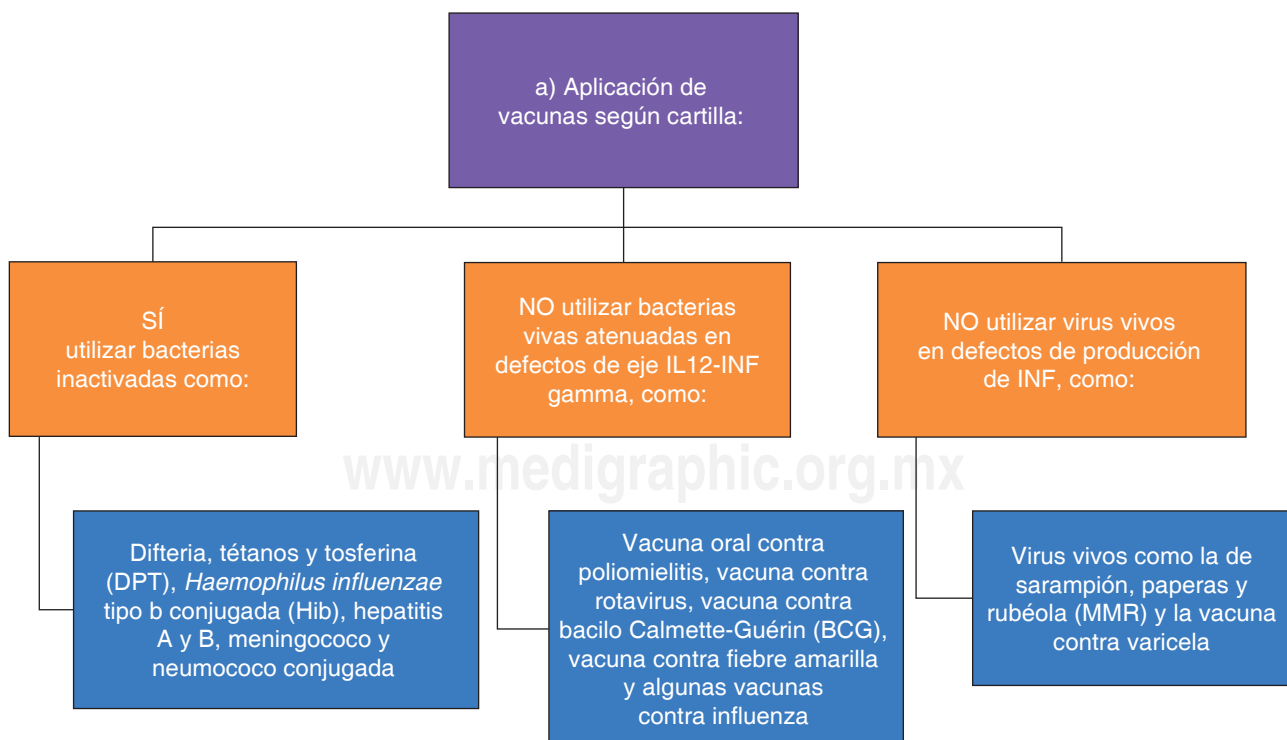 a) Aplicación de
vacunas según cartilla:
SÍ
utilizar bacterias
inactivadas como:
NO utilizar bacterias
vivas atenuadas en
defectos de eje IL12-INF
gamma, como:
NO utilizar virus vivos
en defectos de producción
de INF, como:
www.medigraphic.org.mx
Difteria, tétanos y tosferina
(DPT), Haemophilus influenzae
tipo b conjugada (Hib), hepatitis
A y B, meningococo y
neumococo conjugada
Vacuna oral contra
poliomielitis, vacuna contra
rotavirus, vacuna contra
bacilo Calmette-Guérin (BCG),
vacuna contra fiebre amarilla
y algunas vacunas
contra influenza
Virus vivos como la de
sarampión, paperas y
rubéola (MMR) y la vacuna
contra varicela